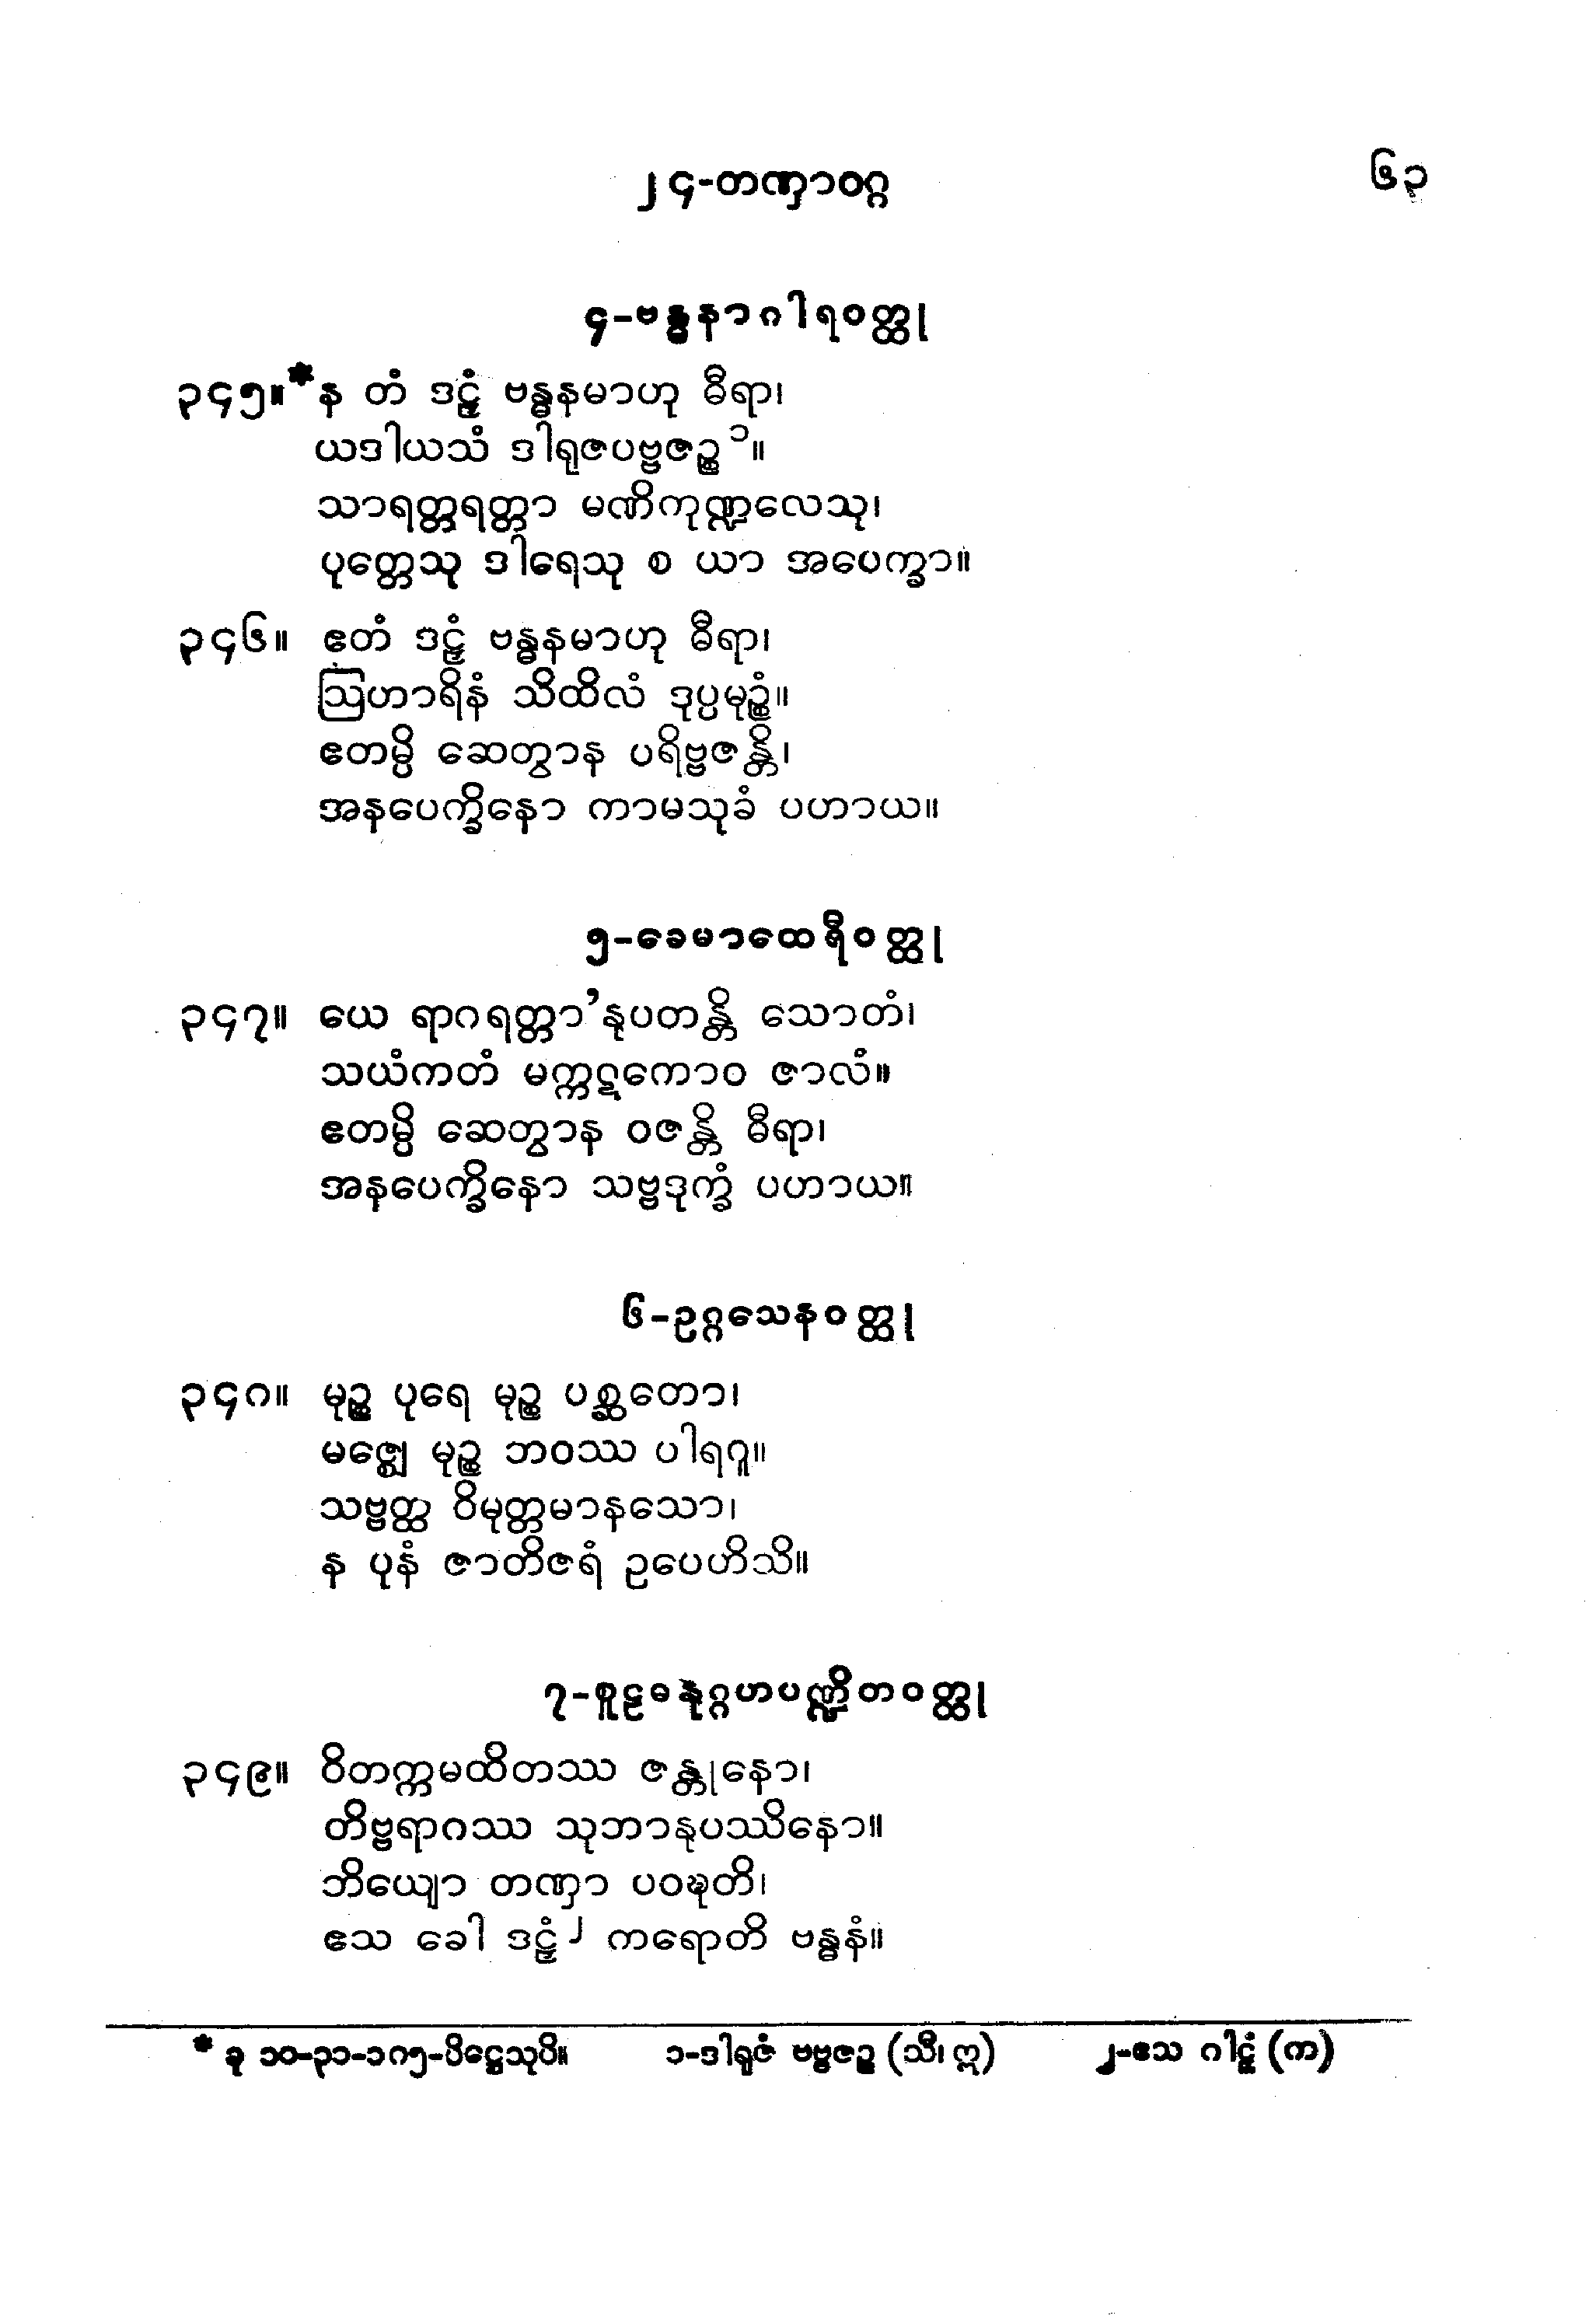 ၂၄-တဏှာဝဂ္ဂ
၆၃
၄-ဗန္ဓနာဂါရဝတ္ထု
၃၄၅။*န တံ ဒဠှံ ဗန္ဓနမာဟု ဓီရာ၊
ယဒါယသံ ဒါရုဇပဗ္ဗဇဉ္စ ၁။
သာရတ္တရတ္တာ မဏိကုဏ္ဍလေသု၊
ပုတ္တေသု ဒါရေသု စ ယာ အပေက္ခာ။
၃၄၆။ ဧတံ ဒဠှံ ဗန္ဓနမာဟု ဓီရာ၊
ဩဟာရိနံ သိထိလံ ဒုပ္ပမုဉ္စံ။
ဧတမ္ပိ ဆေတွာန ပရိဗ္ဗဇန္တိ၊
အနပေက္ခိနော ကာမသုခံ ပဟာယ။
၅-ခေမာထေရီဝတ္ထု
၃၄၇။ ယေ ရာဂရတ္တာ’နုပတန္တိ သောတံ၊
သယံကတံ မက္ကဋကောဝ ဇာလံ။
ဧတမ္ပိ ဆေတွာန ဝဇန္တိ ဓီရာ၊
အနပေက္ခိနော သဗ္ဗဒုက္ခံ ပဟာယ။
၆-ဥဂ္ဂသေနဝတ္ထု
၃၄၈။ မုဉ္စ ပုရေ မုဉ္စ ပစ္ဆတော၊
မဇ္ဈေ မုဉ္စ ဘဝဿ ပါရဂူ။
သဗ္ဗတ္ထ ဝိမုတ္တမာနသော၊
န ပုနံ ဇာတိဇရံ ဥပေဟိသိ။
၇-စူဠဓနုဂ္ဂဟပဏ္ဍိတဝတ္ထု
၃၄၉။ ဝိတက္ကမထိတဿ ဇန္တုနော၊
တိဗ္ဗရာဂဿ သုဘာနုပဿိနော။
ဘိယျော တဏှာ ပဝဍ္ဎတိ၊
ဧသ ခေါ ဒဠှံ ၂ ကရောတိ ဗန္ဓနံ။
* ခု ၁၀-၃၁-၁၈၅-ပိဋ္ဌေသုပိ။ ၁-ဒါရုဇံ ဗဗ္ဗဇဉ္စ (သီ၊ ဣ) ၂-ဧသ ဂါဠှံ (က)